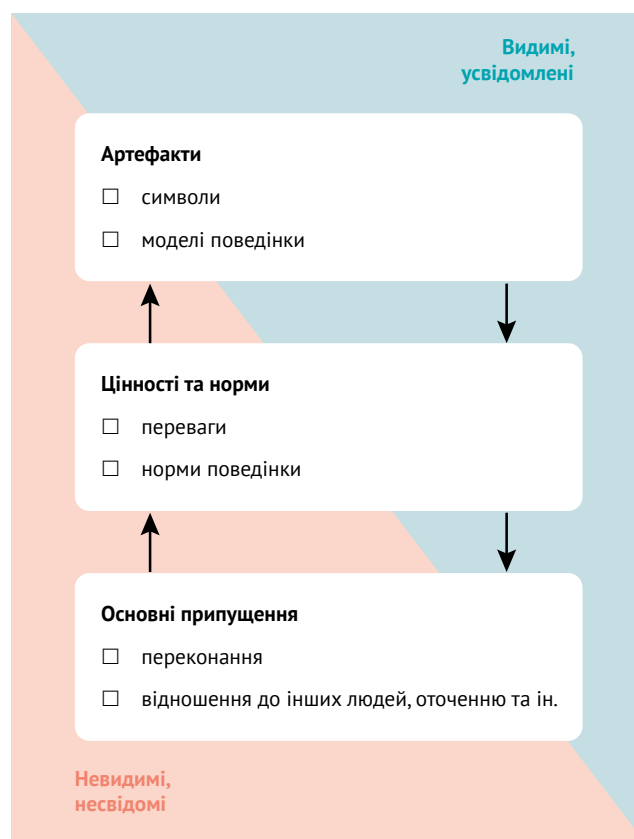 Видимі,
усвідомлені
Артефакти
☐ символи
☐ моделі поведінки
Цінності та норми
☐ переваги
☐ норми поведінки
Основні припущення
☐ переконання
☐ відношення до інших людей, оточенню та ін.
Невидимі,
несвідомі